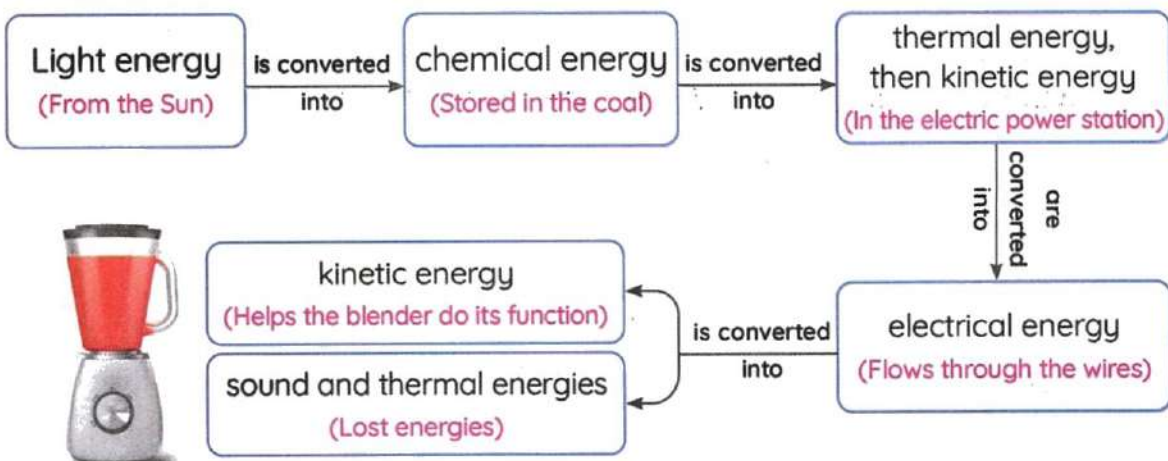 Light energy
(From the Sun)
is converted
into
chemical energy
(Stored in the coal)
is converted
into
thermal energy,
then kinetic energy
(In the electric power station)
are
converted
into
electrical energy
(Flows through the wires)
is converted
into
kinetic energy
(Helps the blender do its function)
sound and thermal energies
(Lost energies)